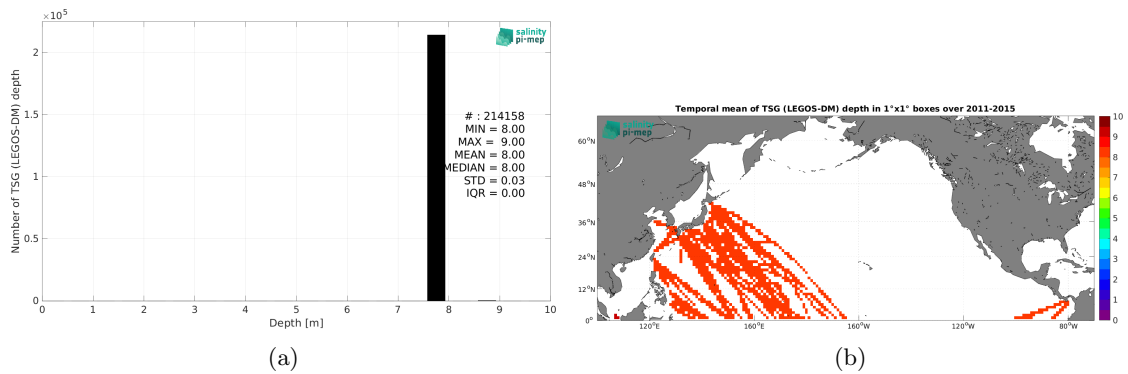 ×10⁵
2
1.5
1
0.5
0
Number of TSG (LEGOS-DM) depth
salinity
pi-mep
# : 214158
MIN = 8.00
MAX = 9.00
MEAN = 8.00
MEDIAN = 8.00
STD = 0.03
IQR = 0.00
0 1 2 3 4 5 6 7 8 9 10
Depth [m]
(a)
Temporal mean of TSG (LEGOS-DM) depth in 1°x1° boxes over 2011-2015
salinity
pi-mep
60°N
48°N
36°N
24°N
12°N
0°
120°E 160°E 160°W 120°W 80°W
10
9
8
7
6
5
4
3
2
1
0
(b)